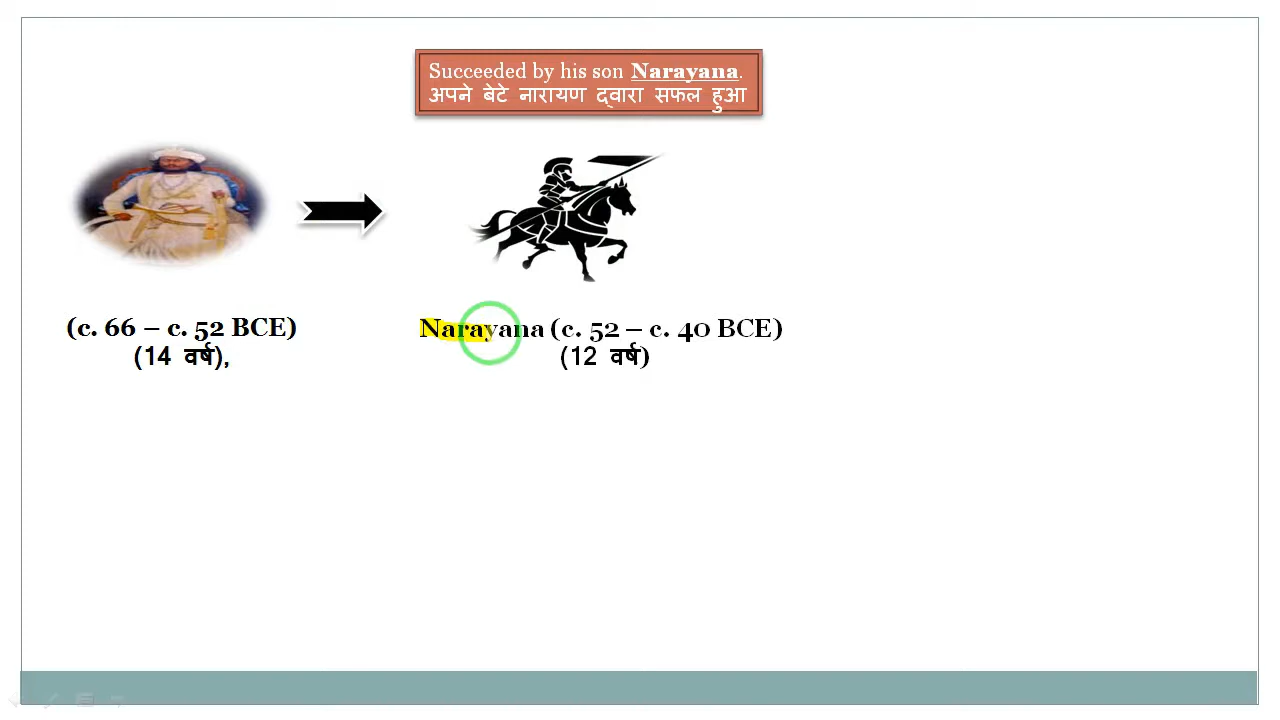 Succeeded by his son Narayana.
अपने बेटे नारायण द्वारा सफल हुआ
(c. 66 – c. 52 BCE)
(14 वर्ष),
Narayana (c. 52 – c. 40 BCE)
(12 वर्ष)